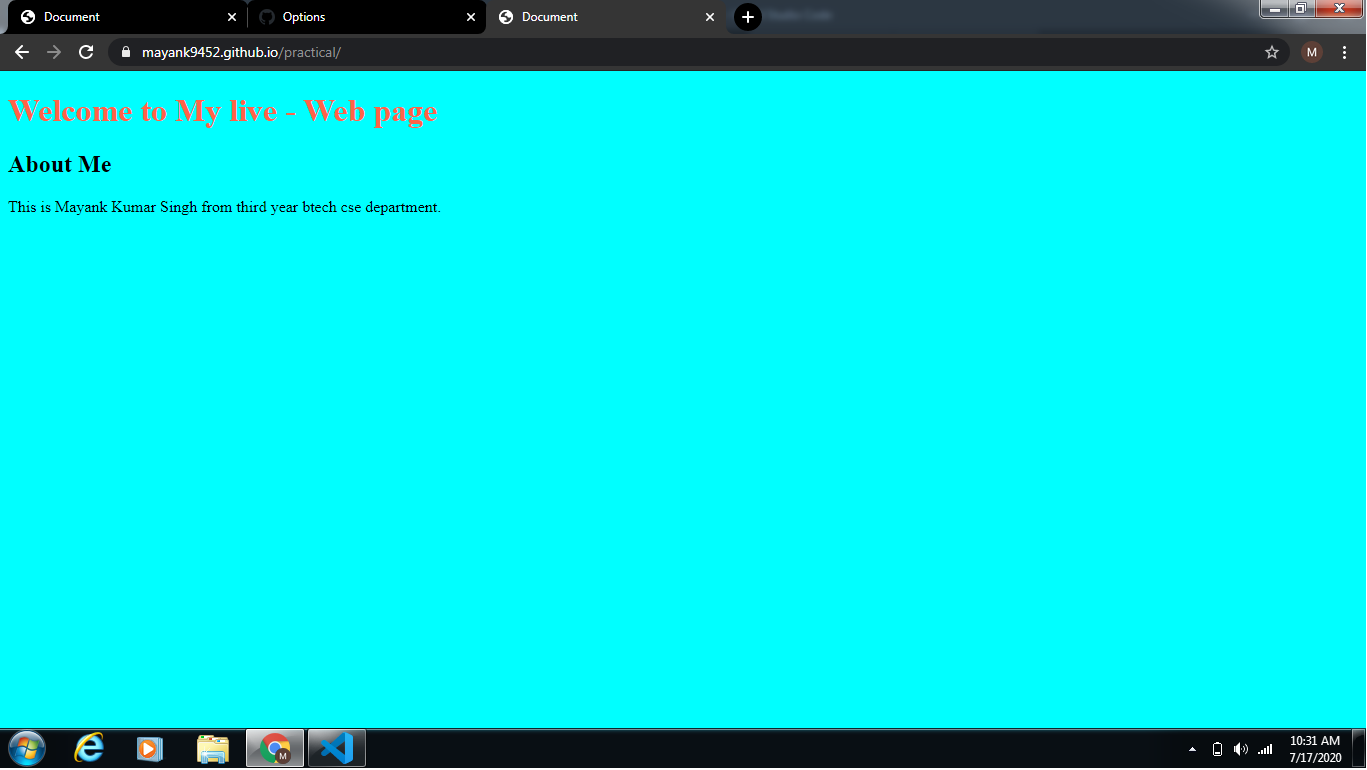 Document
Options
Document
mayank9452.github.io/practical/
M
Welcome to My live - Web page
About Me
This is Mayank Kumar Singh from third year btech cse department.
M
10:31 AM
7/17/2020